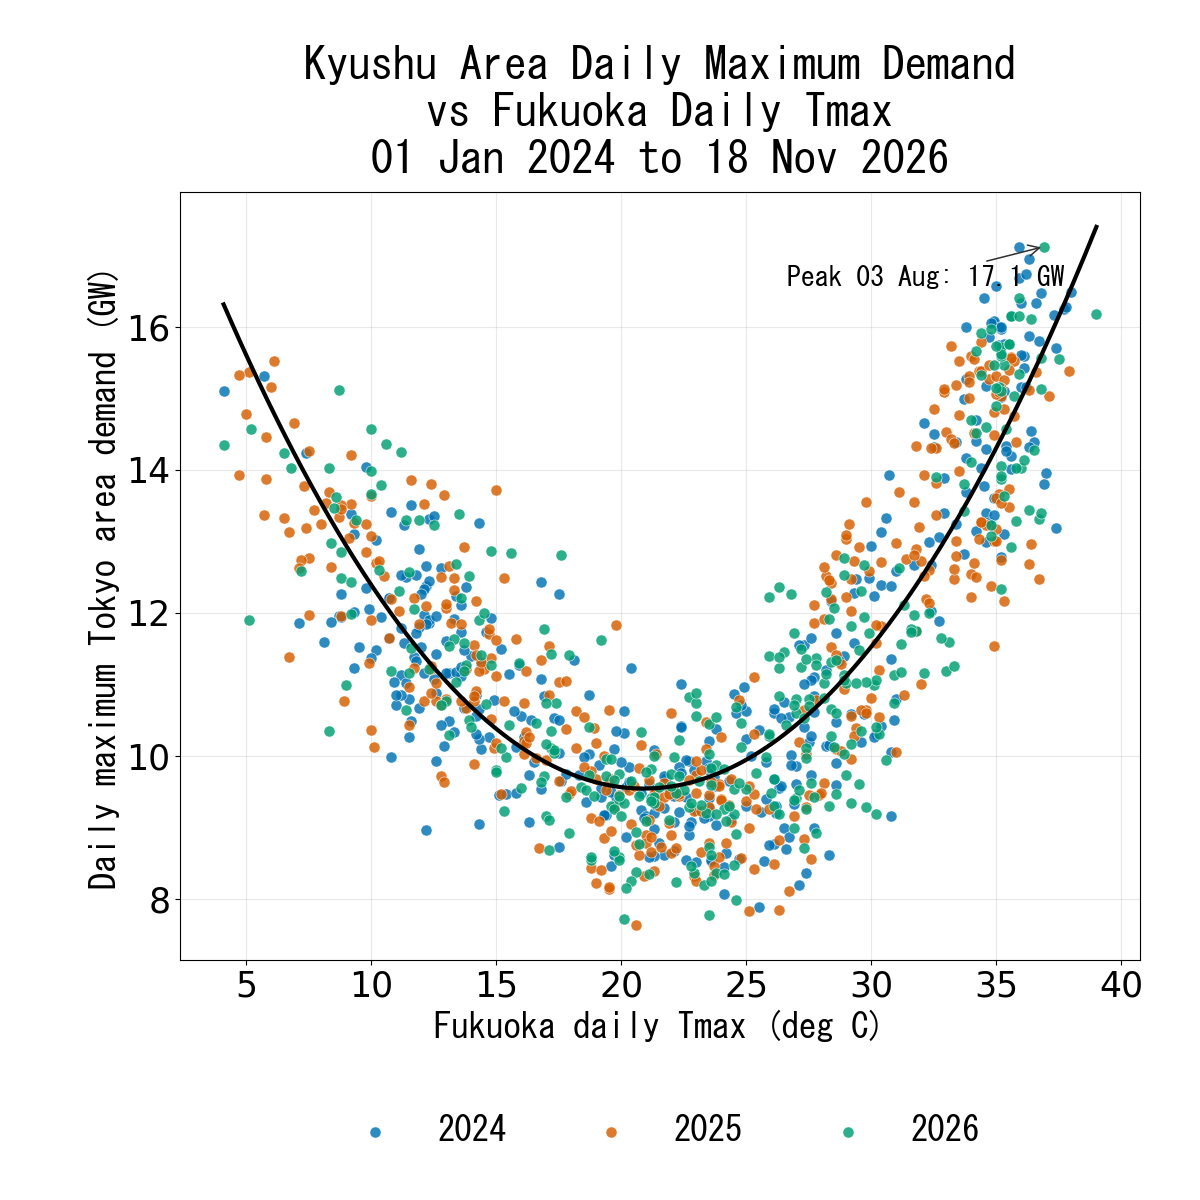 Kyushu Area Daily Maximum Demand
vs Fukuoka Daily Tmax
01 Jan 2024 to 18 Nov 2026
Daily maximum Tokyo area demand (GW)
16
14
12
10
8
Peak 03 Aug: 17.1 GW
5 10 15 20 25 30 35 40
Fukuoka daily Tmax (deg C)
2024 2025 2026